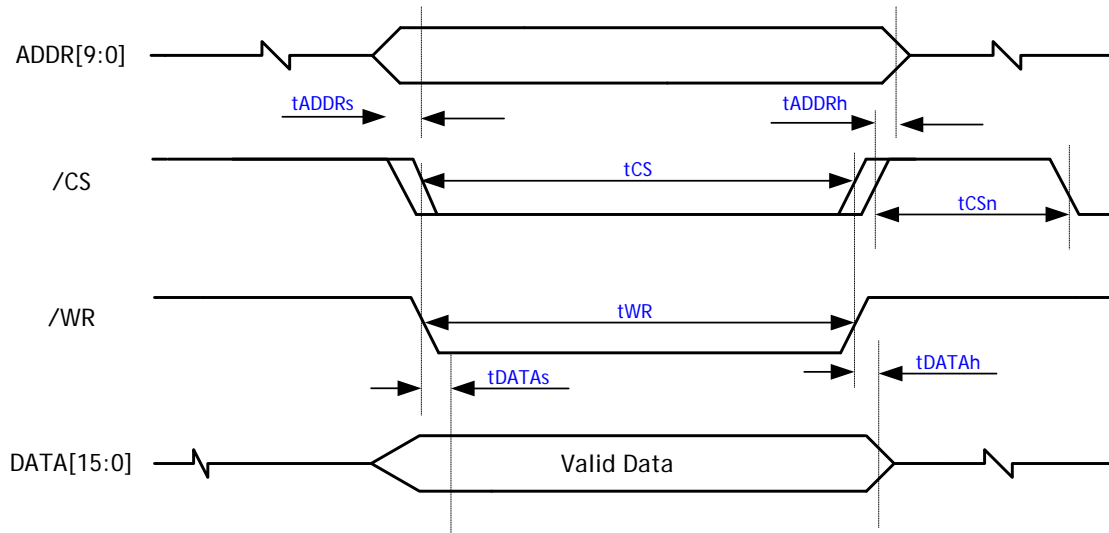 ADDR[9:0]
tADDRs
tADDRh
/CS
tCS
tCSn
/WR
tWR
tDATAs
tDATAh
DATA[15:0]
Valid Data